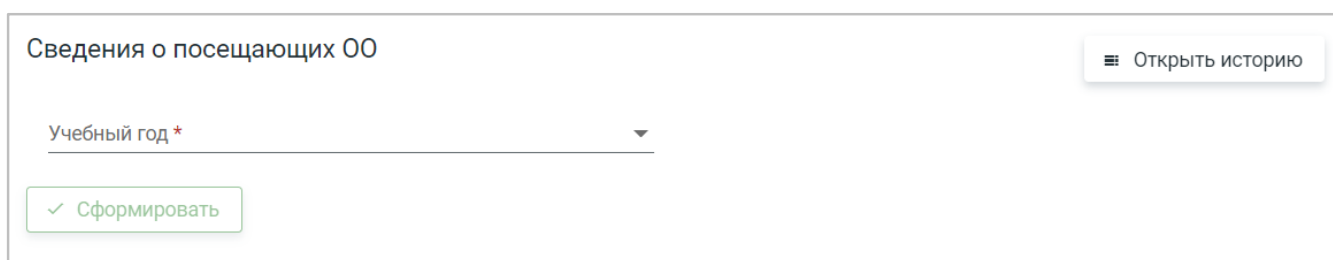 Сведения о посещающих ОО
Открыть историю
Учебный год *
Сформировать